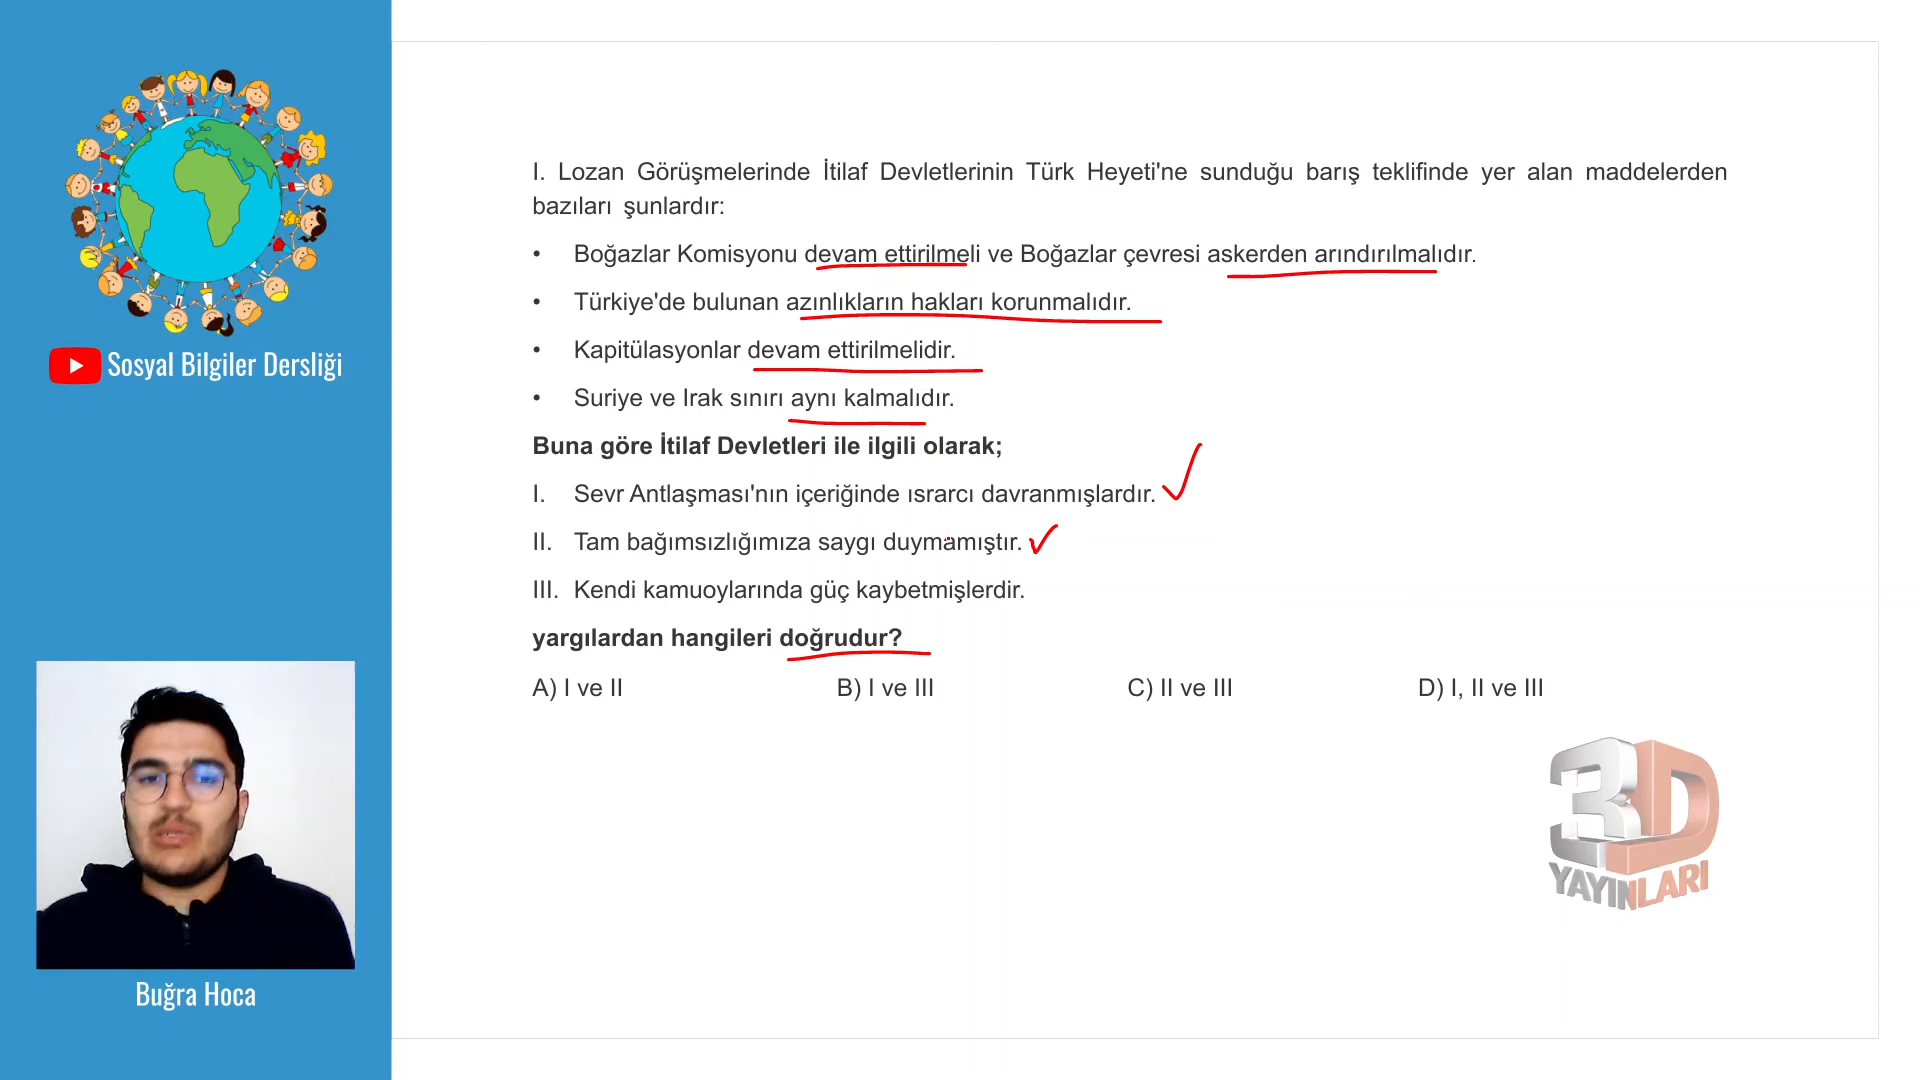 I. Lozan Görüşmelerinde İtilaf Devletlerinin Türk Heyeti'ne sunduğu barış teklifinde yer alan maddelerden
bazıları şunlardır:
• Boğazlar Komisyonu devam ettirilmeli ve Boğazlar çevresi askerden arındırılmalıdır.
• Türkiye'de bulunan azınlıkların hakları korunmalıdır.
• Kapitülasyonlar devam ettirilmelidir.
• Suriye ve Irak sınırı aynı kalmalıdır.
Buna göre İtilaf Devletleri ile ilgili olarak;
I. Sevr Antlaşması'nın içeriğinde ısrarcı davranmışlardır.
II. Tam bağımsızlığımıza saygı duymamıştır.
III. Kendi kamuoylarında güç kaybetmişlerdir.
yargılardan hangileri doğrudur?
A) I ve II B) I ve III C) II ve III D) I, II ve III
Sosyal Bilgiler Dersliği
Buğra Hoca
3D
YAYINLARI